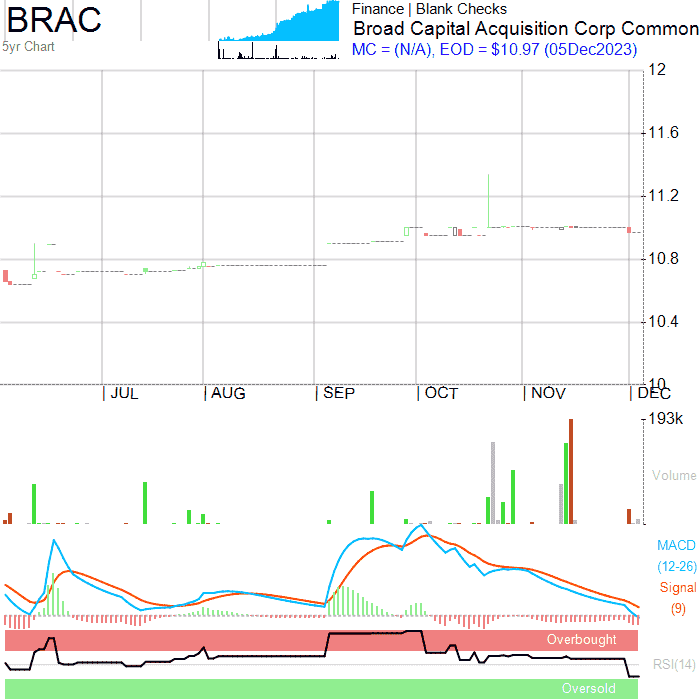 BRAC
5yr Chart
Finance | Blank Checks
Broad Capital Acquisition Corp Common
MC = (N/A), EOD = $10.97 (05Dec2023)
12
11.6
11.2
10.8
10.4
10
JUL AUG SEP OCT NOV DEC
193k
Volume
MACD
(12-26)
Signal
(9)
Overbought
RSI(14)
Oversold